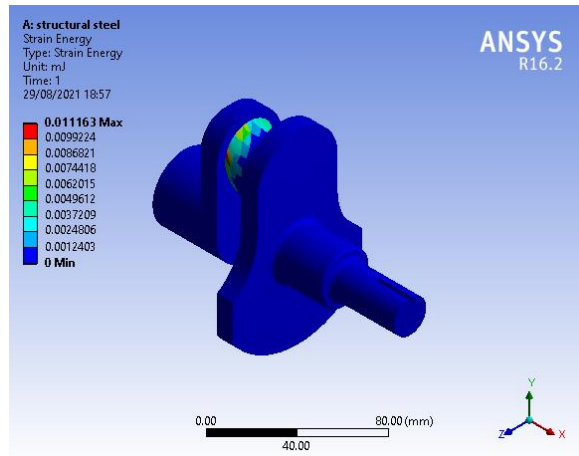 A: structural steel
Strain Energy
Type: Strain Energy
Unit: mJ
Time: 1
29/08/2021 18:57
0.011163 Max
0.0099224
0.0086821
0.0074418
0.0062015
0.0049612
0.0037209
0.0024806
0.0012403
0 Min
ANSYS
R16.2
0.00
80.00 (mm)
40.00
Y
Z
X